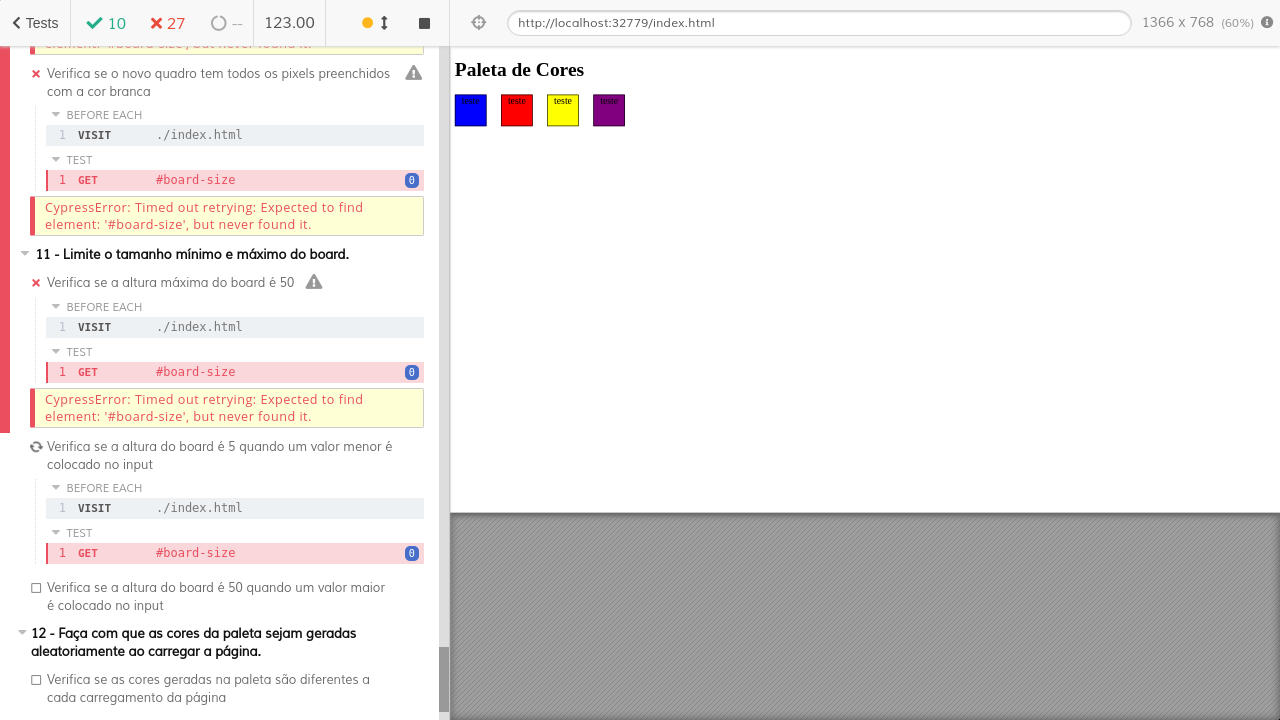 Tests
10
27
--
123.00
http://localhost:32779/index.html
1366 x 768 (60%)
element: '#board-size', but never found it.
Verifica se o novo quadro tem todos os pixels preenchidos
com a cor branca
BEFORE EACH
1 VISIT ./index.html
TEST
1 GET #board-size 0
CypressError: Timed out retrying: Expected to find
element: '#board-size', but never found it.
11 - Limite o tamanho mínimo e máximo do board.
Verifica se a altura máxima do board é 50
BEFORE EACH
1 VISIT ./index.html
TEST
1 GET #board-size 0
CypressError: Timed out retrying: Expected to find
element: '#board-size', but never found it.
Verifica se a altura do board é 5 quando um valor menor é
colocado no input
BEFORE EACH
1 VISIT ./index.html
TEST
1 GET #board-size 0
Verifica se a altura do board é 50 quando um valor maior
é colocado no input
12 - Faça com que as cores da paleta sejam geradas
aleatoriamente ao carregar a página.
Verifica se as cores geradas na paleta são diferentes a
cada carregamento da página
Paleta de Cores
teste teste teste teste